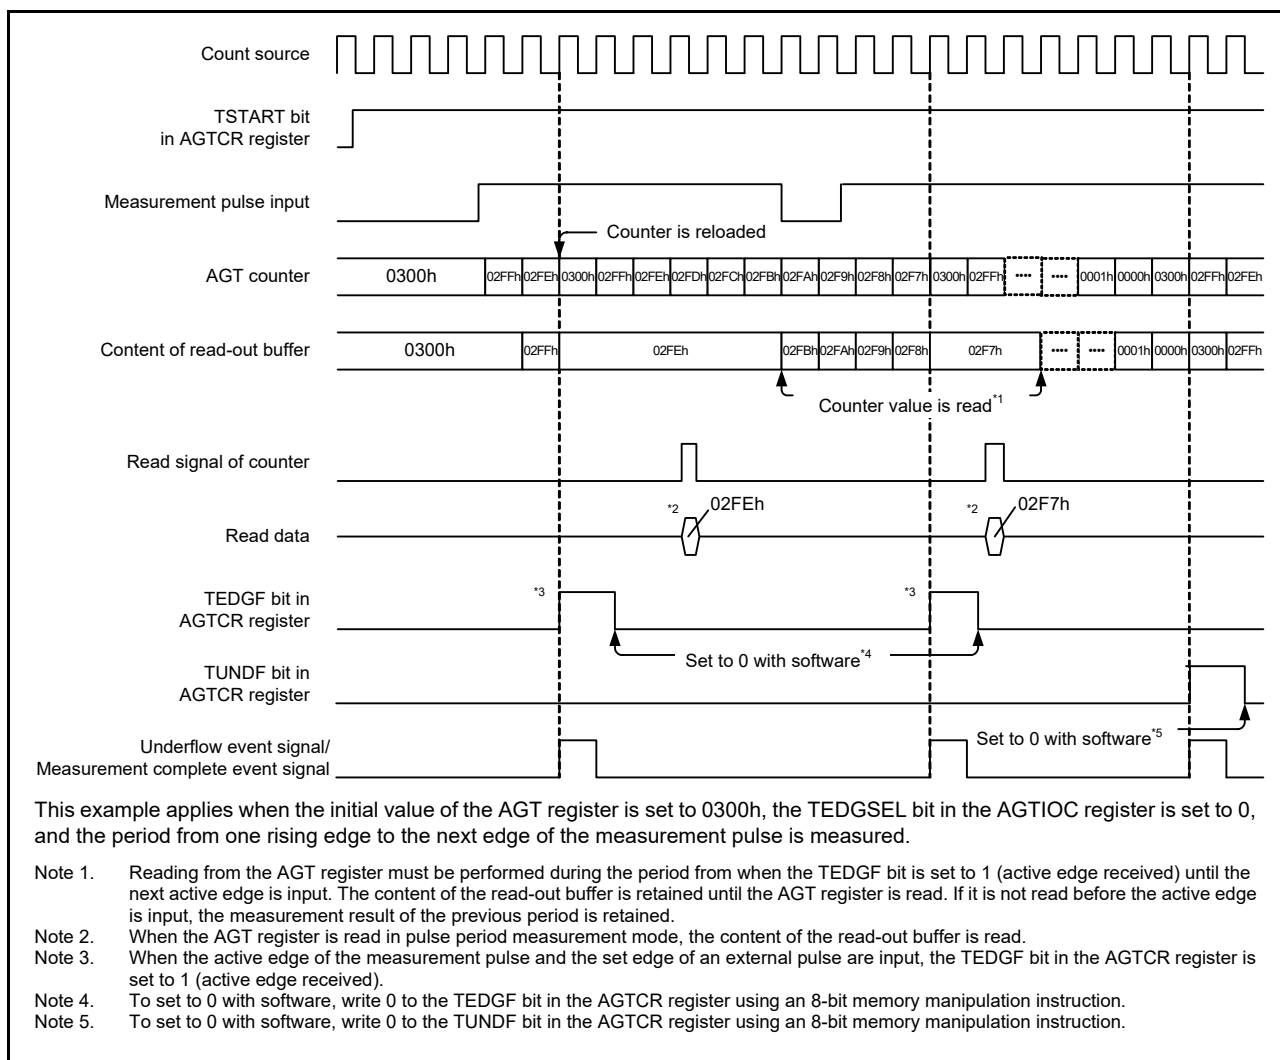 Count source
TSTART bit
in AGTCR register
Measurement pulse input
Counter is reloaded
AGT counter
0300h 02FFh 02FEh 0300h 02FFh 02FEh 02FDh 02FCh 02FBh 02FAh 02F9h 02F8h 02F7h 0300h 02FFh •••• •••• 0001h 0000h 0300h 02FFh 02FEh
Content of read-out buffer
0300h 02FFh 02FEh 02FBh 02FAh 02F9h 02F8h 02F7h •••• •••• 0001h 0000h 0300h 02FFh
Counter value is read*1
Read signal of counter
*2 02FEh *2 02F7h
Read data
*3 *3
TEDGF bit in
AGTCR register
Set to 0 with software*4
TUNDF bit in
AGTCR register
Set to 0 with software*5
Underflow event signal/
Measurement complete event signal
This example applies when the initial value of the AGT register is set to 0300h, the TEDGSEL bit in the AGTIOC register is set to 0,
and the period from one rising edge to the next edge of the measurement pulse is measured.
Note 1. Reading from the AGT register must be performed during the period from when the TEDGF bit is set to 1 (active edge received) until the
next active edge is input. The content of the read-out buffer is retained until the AGT register is read. If it is not read before the active edge
is input, the measurement result of the previous period is retained.
Note 2. When the AGT register is read in pulse period measurement mode, the content of the read-out buffer is read.
Note 3. When the active edge of the measurement pulse and the set edge of an external pulse are input, the TEDGF bit in the AGTCR register is
set to 1 (active edge received).
Note 4. To set to 0 with software, write 0 to the TEDGF bit in the AGTCR register using an 8-bit memory manipulation instruction.
Note 5. To set to 0 with software, write 0 to the TUNDF bit in the AGTCR register using an 8-bit memory manipulation instruction.